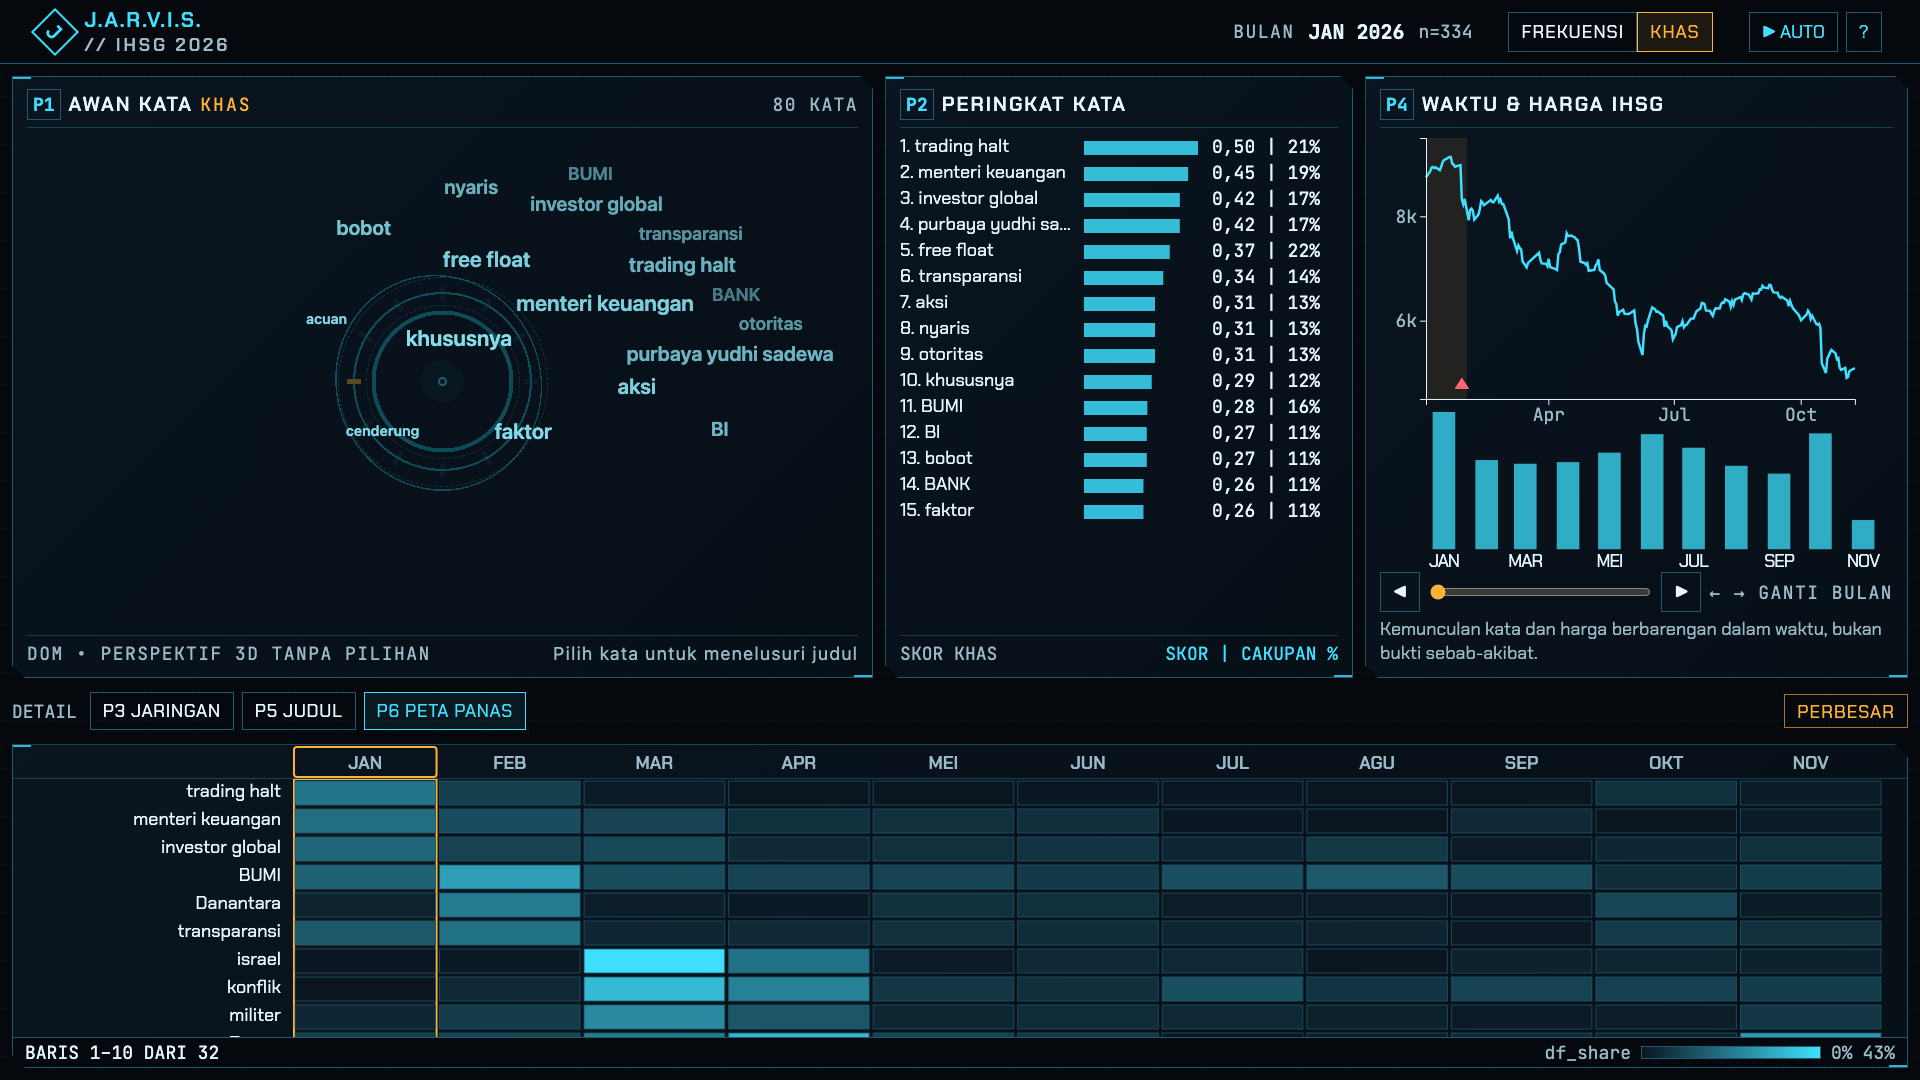 J.A.R.V.I.S.
// IHSG 2026
BULAN JAN 2026 n=334
FREKUENSI KHAS
▶ AUTO
?
P1 AWAN KATA KHAS
80 KATA
BUMI
nyaris
investor global
bobot
transparansi
free float
trading halt
BANK
menteri keuangan
acuan
otoritas
khususnya
purbaya yudhi sadewa
aksi
cenderung
faktor
BI
DOM • PERSPEKTIF 3D TANPA PILIHAN
Pilih kata untuk menelusuri judul
P2 PERINGKAT KATA
1. trading halt 0,50 | 21%
2. menteri keuangan 0,45 | 19%
3. investor global 0,42 | 17%
4. purbaya yudhi sa... 0,42 | 17%
5. free float 0,37 | 22%
6. transparansi 0,34 | 14%
7. aksi 0,31 | 13%
8. nyaris 0,31 | 13%
9. otoritas 0,31 | 13%
10. khususnya 0,29 | 12%
11. BUMI 0,28 | 16%
12. BI 0,27 | 11%
13. bobot 0,27 | 11%
14. BANK 0,26 | 11%
15. faktor 0,26 | 11%
SKOR KHAS
SKOR | CAKUPAN %
P4 WAKTU & HARGA IHSG
8k
6k
Apr Jul Oct
JAN MAR MEI JUL SEP NOV
◀ ▶ ← → GANTI BULAN
Kemunculan kata dan harga berbarengan dalam waktu, bukan
bukti sebab-akibat.
DETAIL P3 JARINGAN P5 JUDUL P6 PETA PANAS
PERBESAR
JAN FEB MAR APR MEI JUN JUL AGU SEP OKT NOV
trading halt
menteri keuangan
investor global
BUMI
Danantara
transparansi
israel
konflik
militer
BARIS 1–10 DARI 32
df_share 0% 43%